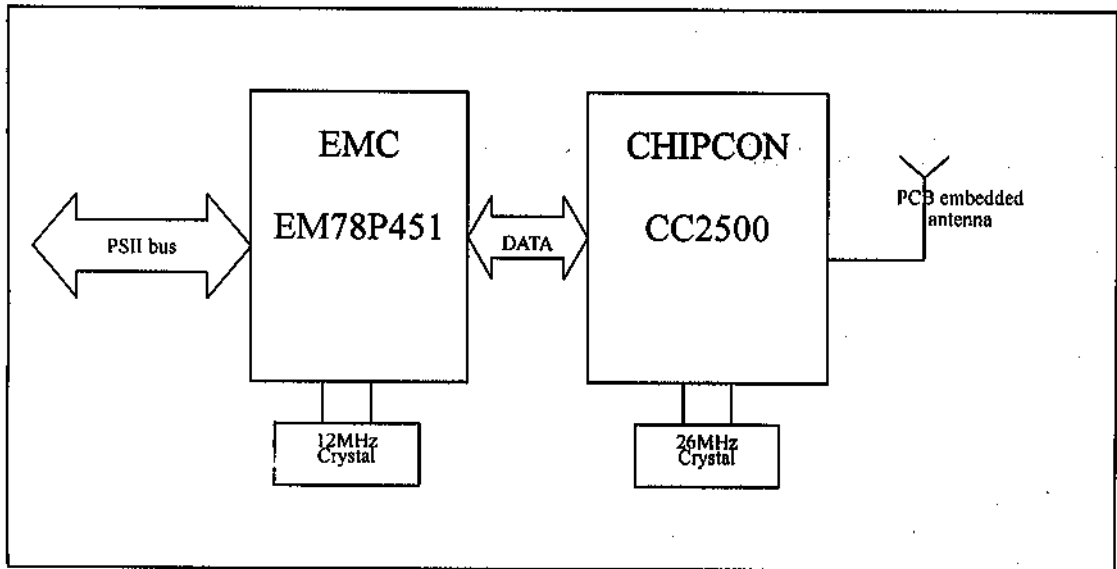 EMC
EM78P451
CHIPCON
CC2500
PSII bus
DATA
PCB embedded
antenna
12MHz
Crystal
26MHz
Crystal